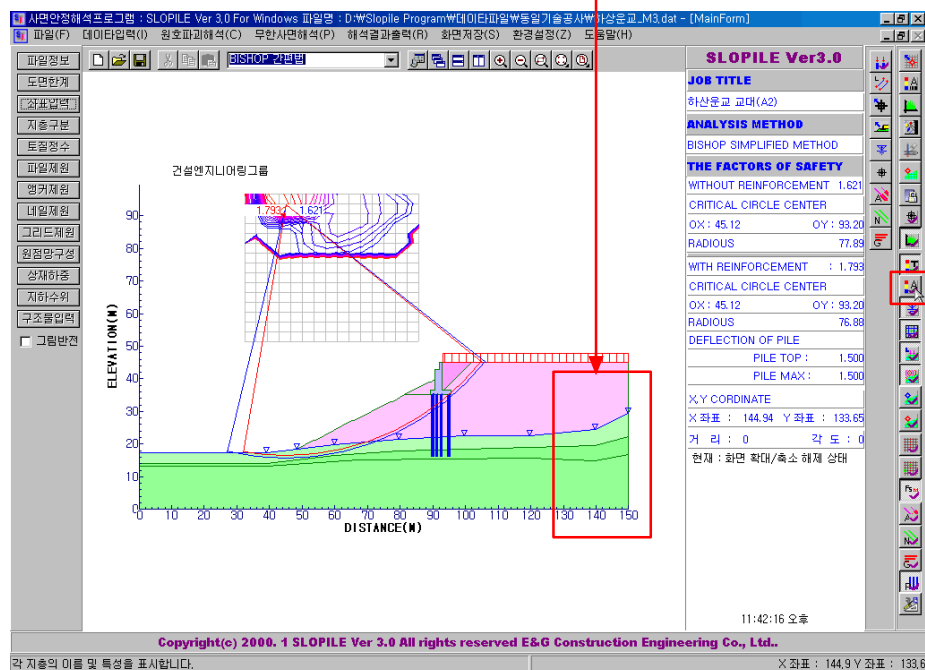 사면안정해석프로그램 : SLOPILE Ver 3,0 For Windows 파일명 : D:₩Slopile Program₩데이타파일₩동일기술공사₩하상운교_M3.dat - [MainForm]
파일(F) 데이타입력(I) 원호파괴해석(C) 무한사면해석(P) 해석결과출력(R) 화면저장(S) 환경설정(Z) 도움말(H)
BISHOP 간편법
파일정보
도면한계
좌표입력
지층구분
토질정수
파일제원
앵커제원
네일제원
그리드제원
원점망구성
상재하중
지하수위
구조물입력
그림반전
건설엔지니어링그룹
1.793 1.621
ELEVATION(M)
90
80
70
60
50
40
30
20
10
0
0 10 20 30 40 50 60 70 80 90 100 110 120 130 140 150
DISTANCE(M)
SLOPILE Ver3.0
JOB TITLE
하산운교 교대(A2)
ANALYSIS METHOD
BISHOP SIMPLIFIED METHOD
THE FACTORS OF SAFETY
WITHOUT REINFORCEMENT 1.621
CRITICAL CIRCLE CENTER
OX : 45.12 OY : 93.20
RADIOUS 77.89
WITH REINFORCEMENT : 1.793
CRITICAL CIRCLE CENTER
OX : 45.12 OY : 93.20
RADIOUS 76.88
DEFLECTION OF PILE
PILE TOP : 1.500
PILE MAX : 1.500
X,Y CORDINATE
X 좌표 : 144.94 Y 좌표 : 133.65
거 리 : 0 각 도 : 0
현재 : 화면 확대/축소 해제 상태
11:42:16 오후
Copyright(c) 2000. 1 SLOPILE Ver 3.0 All rights reserved E&G Construction Engineering Co., Ltd..
각 지층의 이름 및 특성을 표시합니다.
X 좌표 : 144,9 Y 좌표 : 133,6